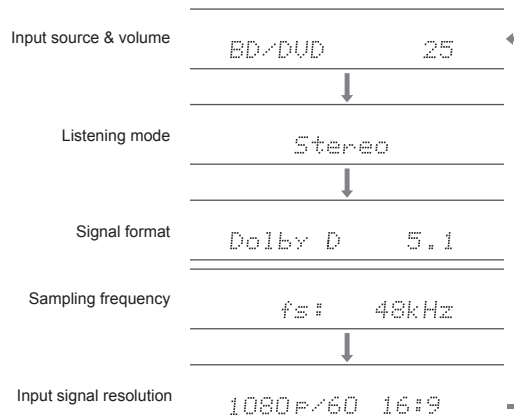 Input source & volume
BD/DVD 25
Listening mode
Stereo
Signal format
Dolby D 5.1
Sampling frequency
fs: 48kHz
Input signal resolution
1080p/60 16:9